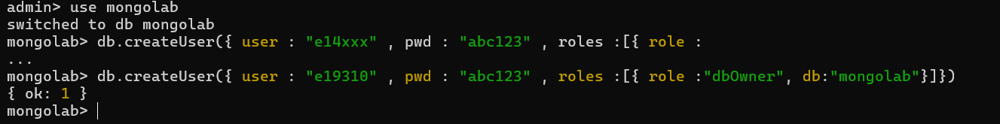 admin> use mongolab
switched to db mongolab
mongolab> db.createUser({ user : "e14xxx" , pwd : "abc123" , roles :[{ role :
...
mongolab> db.createUser({ user : "e19310" , pwd : "abc123" , roles :[{ role :"dbOwner", db:"mongolab"}]})
{ ok: 1 }
mongolab>